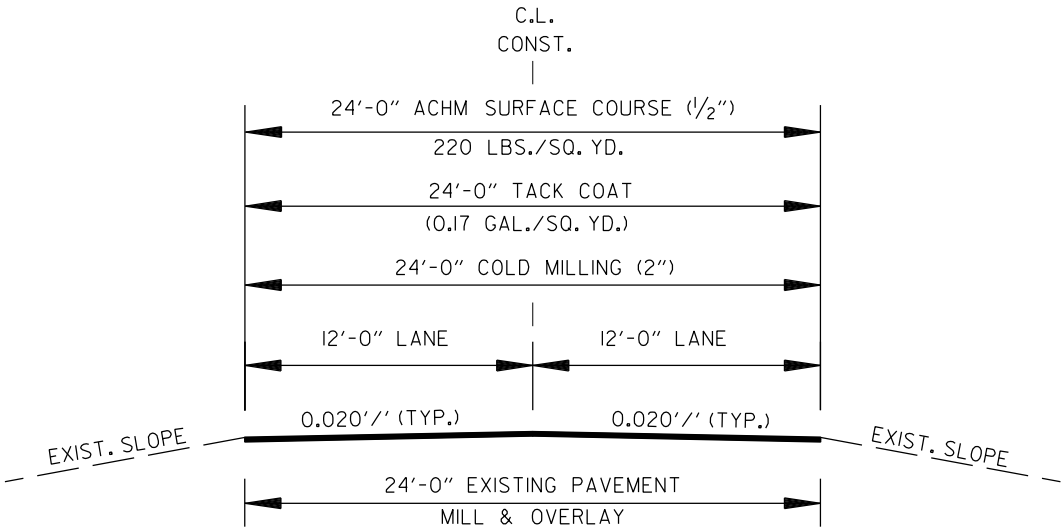 C.L.
CONST.
24'-0" ACHM SURFACE COURSE (1/2")
220 LBS./SQ. YD.
24'-0" TACK COAT
(0.17 GAL./SQ. YD.)
24'-0" COLD MILLING (2")
12'-0" LANE 12'-0" LANE
0.020'/' (TYP.) 0.020'/' (TYP.)
EXIST. SLOPE EXIST. SLOPE
24'-0" EXISTING PAVEMENT
MILL & OVERLAY